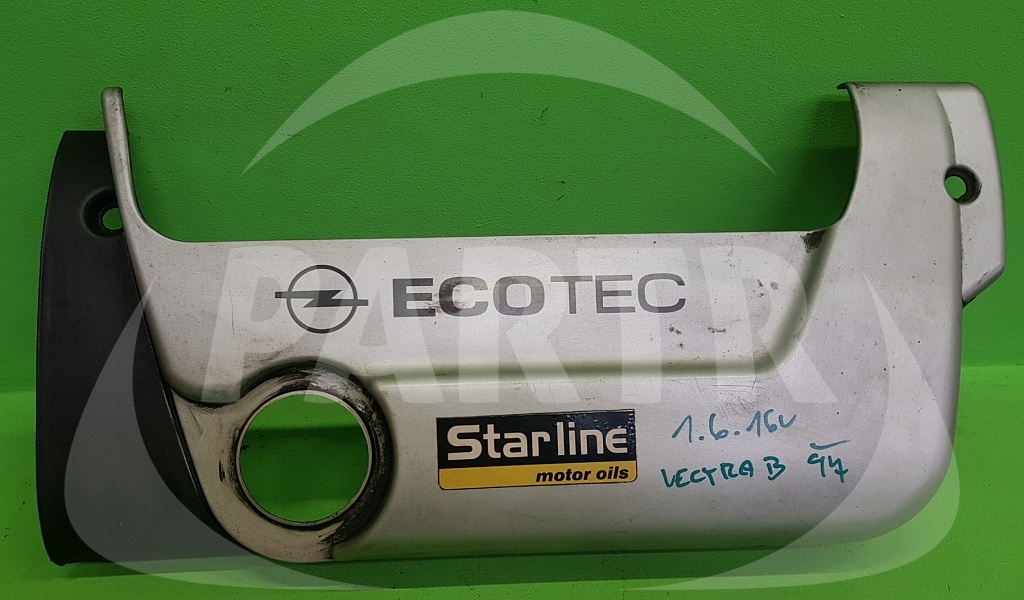 ECOTEC
PARTR
Starline
motor oils
1.6.16V
VECTRA B 97